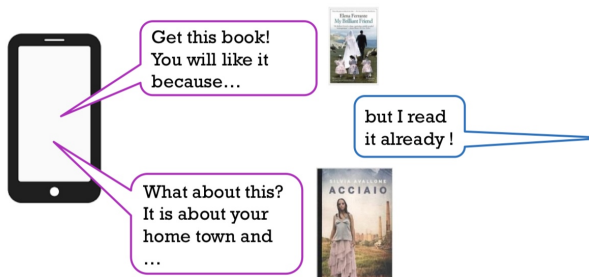 Get this book!
You will like it
because…
Elena Ferrante
My Brilliant Friend
but I read
it already !
What about this?
It is about your
home town and
…
SILVIA AVALLONE
ACCIAIO